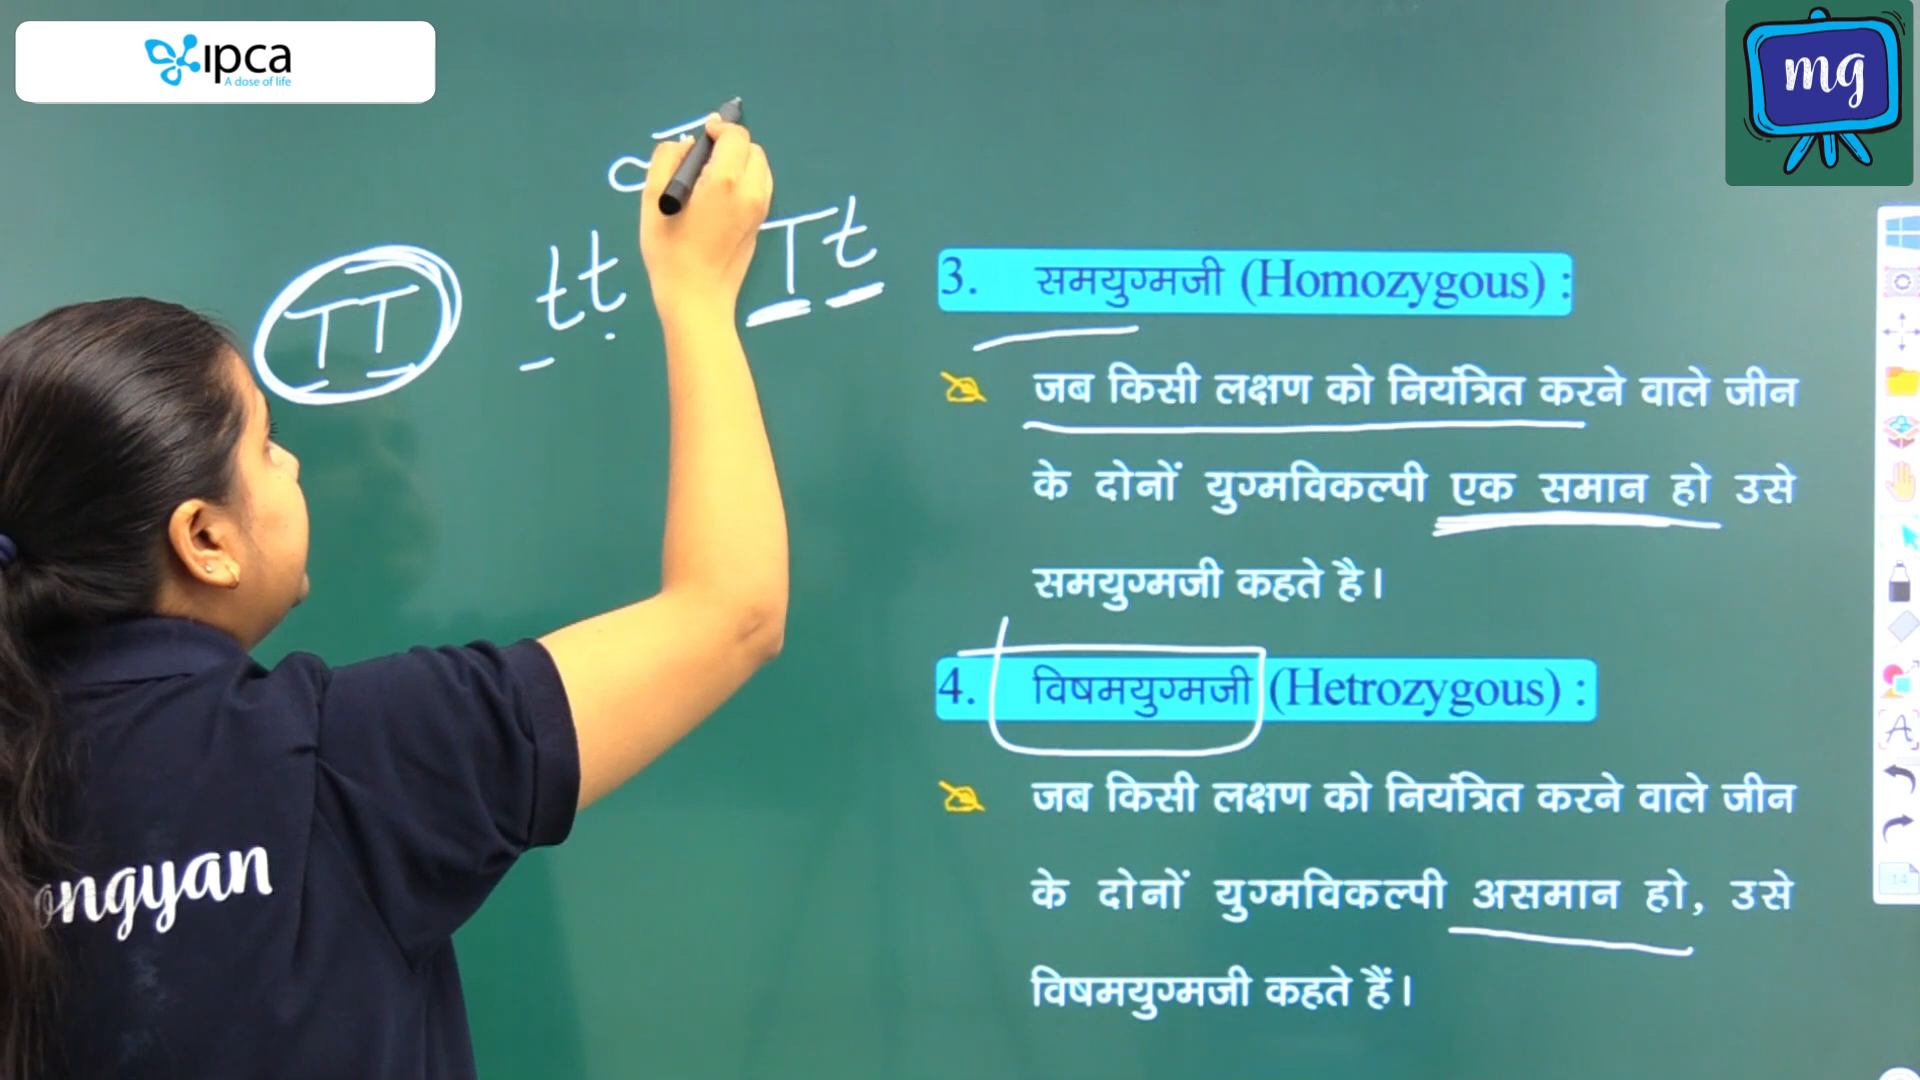 ipca
A dose of life
mg
TT tt Tt
3. समयुग्मजी (Homozygous) :
जब किसी लक्षण को नियंत्रित करने वाले जीन
के दोनों युग्मविकल्पी एक समान हो उसे
समयुग्मजी कहते है।
4. विषमयुग्मजी (Hetrozygous) :
जब किसी लक्षण को नियंत्रित करने वाले जीन
के दोनों युग्मविकल्पी असमान हो, उसे
विषमयुग्मजी कहते हैं।
ongyan